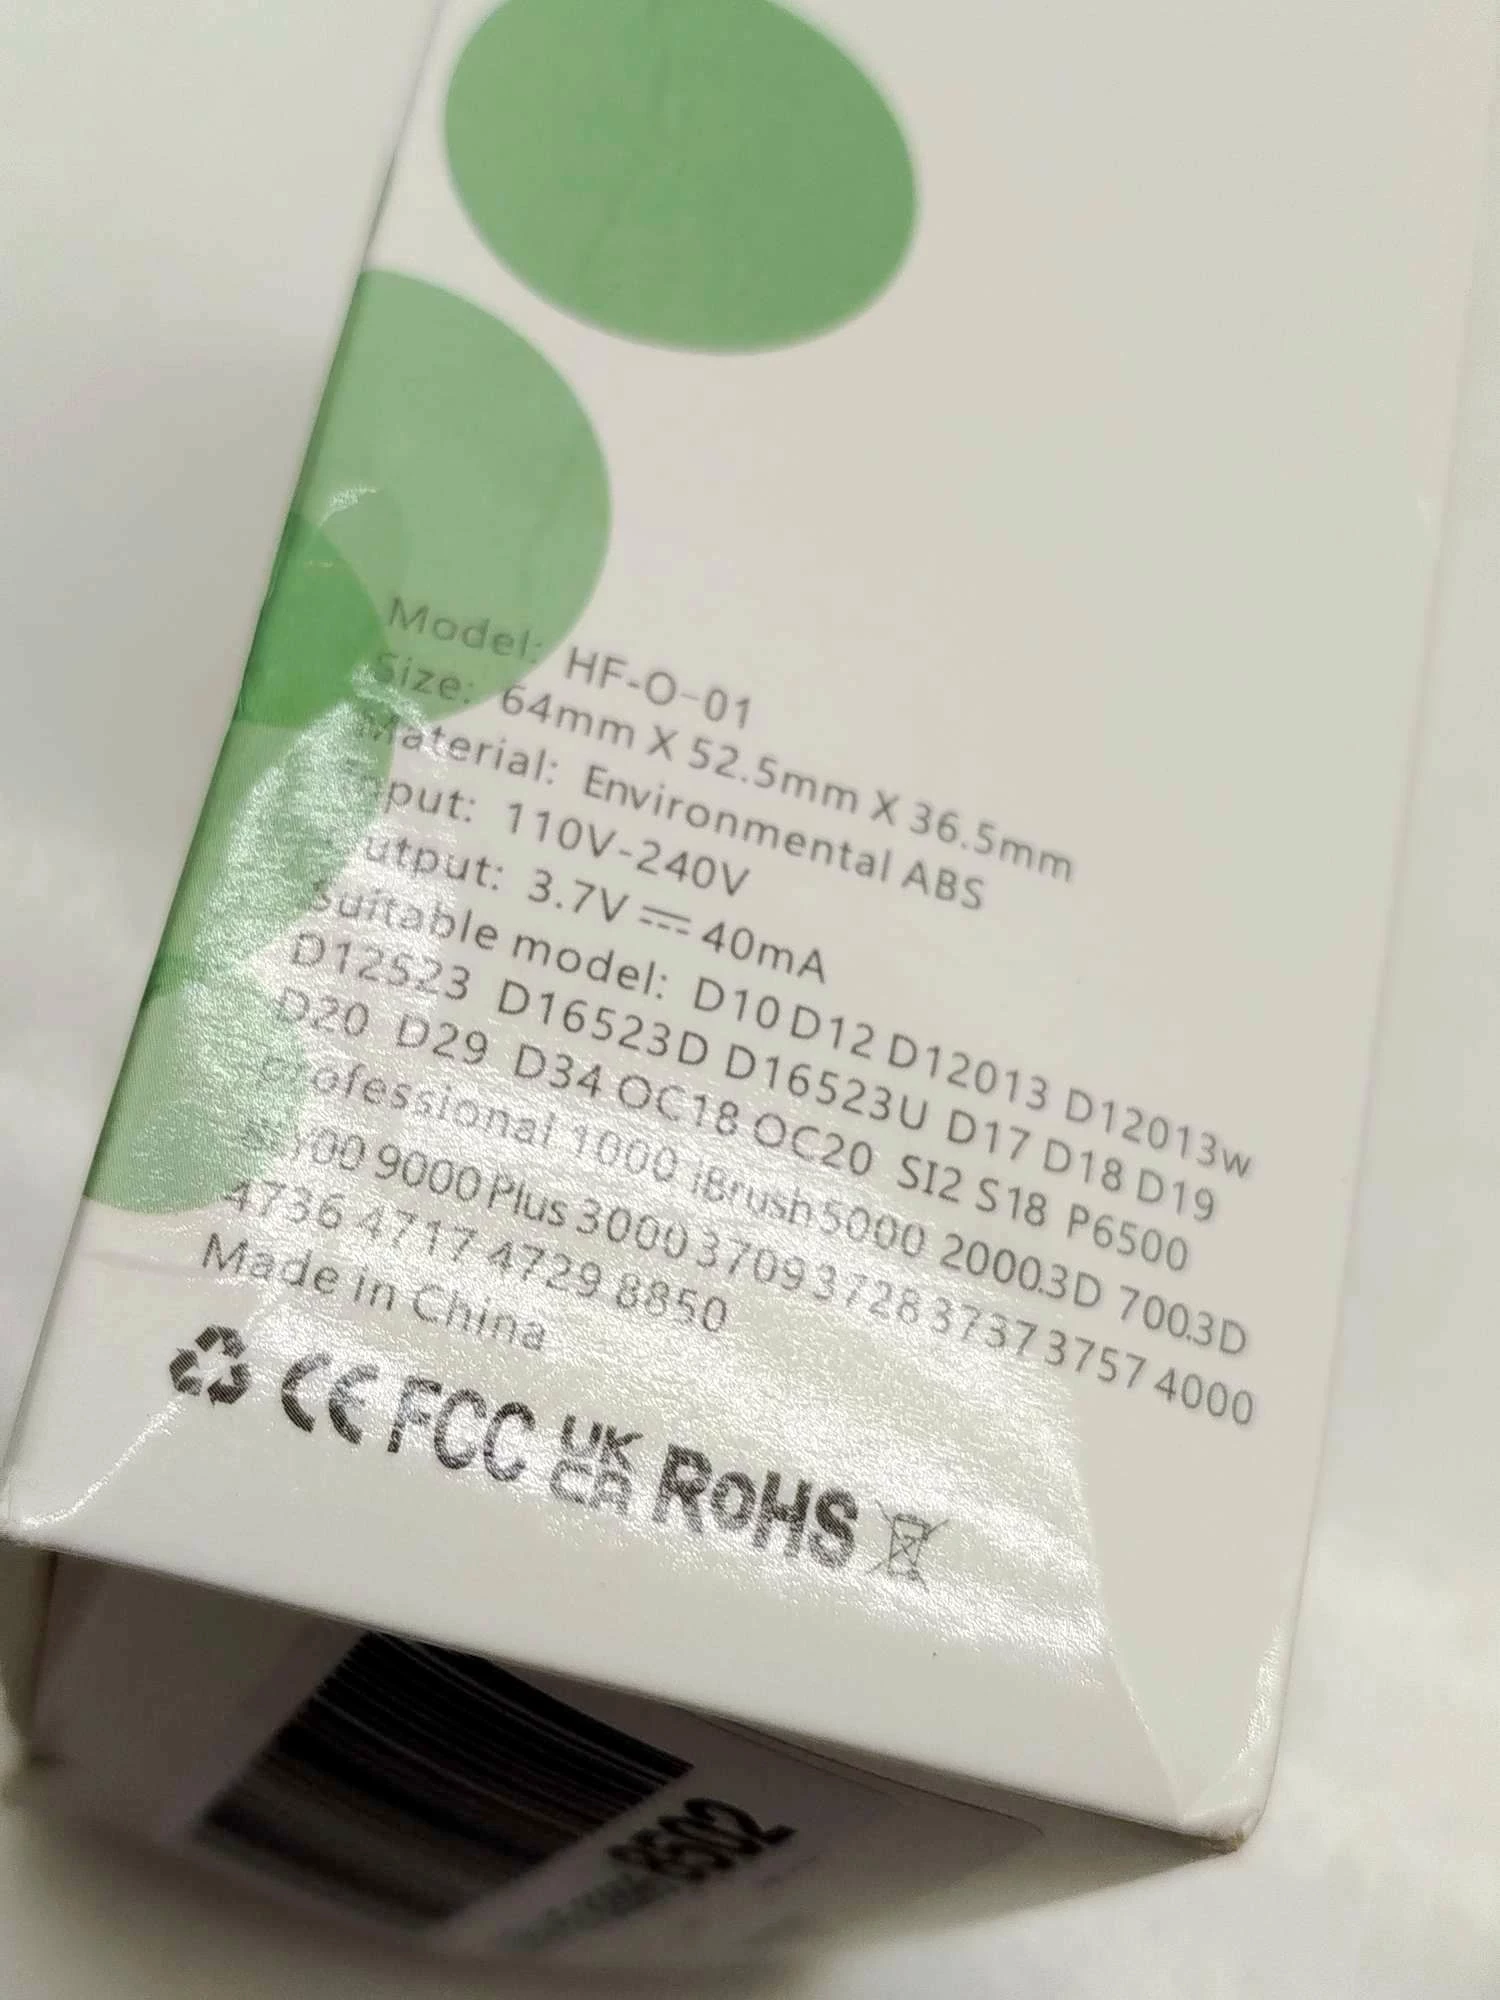 Model: HF-O-01
Size: 64mm X 52.5mm X 36.5mm
Material: Environmental ABS
Input: 110V-240V
Output: 3.7V ⎓ 40mA
Suitable model: D10 D12 D12013 D12013w
D12523 D16523D D16523U D17 D18 D19
D20 D29 D34 OC18 OC20 SI2 S18 P6500
Professional 1000 iBrush5000 2000.3D 700.3D
9000Plus 3000 3709 3728 3737 3757 4000
4736 4717 4729 8850
Made in China
CE FCC UK CA RoHS
8502